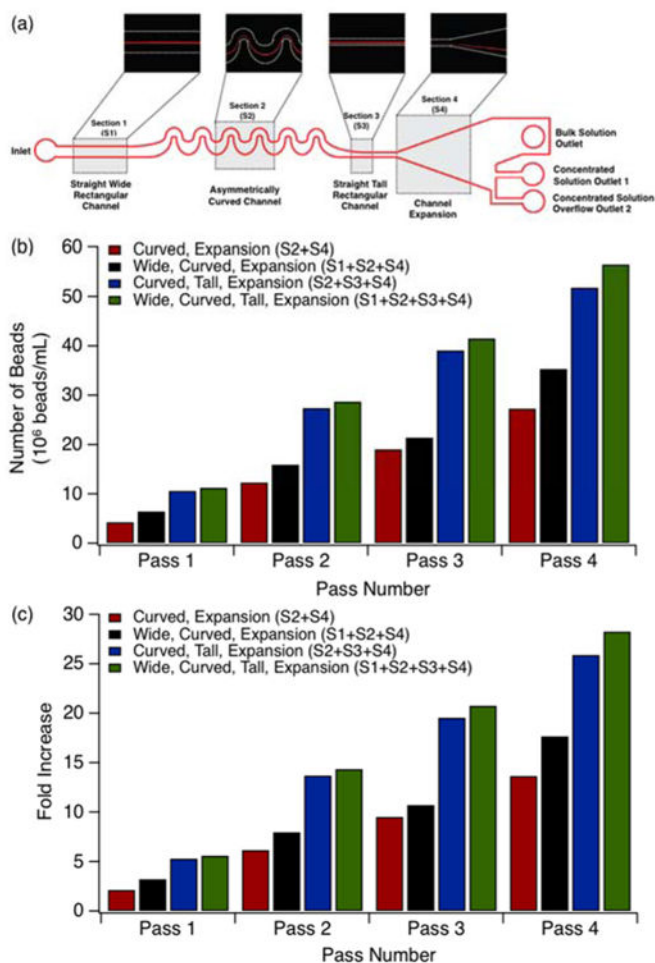 (a)
Section 1
(S1)
Section 2
(S2)
Section 3
(S3)
Section 4
(S4)
Inlet
Straight Wide
Rectangular
Channel
Asymmetrically
Curved Channel
Straight Tall
Rectangular
Channel
Channel
Expansion
Bulk Solution
Outlet
Concentrated
Solution Outlet 1
Concentrated Solution
Overflow Outlet 2
(b)
60
50
40
30
20
10
0
Number of Beads
(10⁶ beads/mL)
Curved, Expansion (S2+S4)
Wide, Curved, Expansion (S1+S2+S4)
Curved, Tall, Expansion (S2+S3+S4)
Wide, Curved, Tall, Expansion (S1+S2+S3+S4)
Pass 1 Pass 2 Pass 3 Pass 4
Pass Number
(c)
30
25
20
15
10
5
0
Fold Increase
Curved, Expansion (S2+S4)
Wide, Curved, Expansion (S1+S2+S4)
Curved, Tall, Expansion (S2+S3+S4)
Wide, Curved, Tall, Expansion (S1+S2+S3+S4)
Pass 1 Pass 2 Pass 3 Pass 4
Pass Number